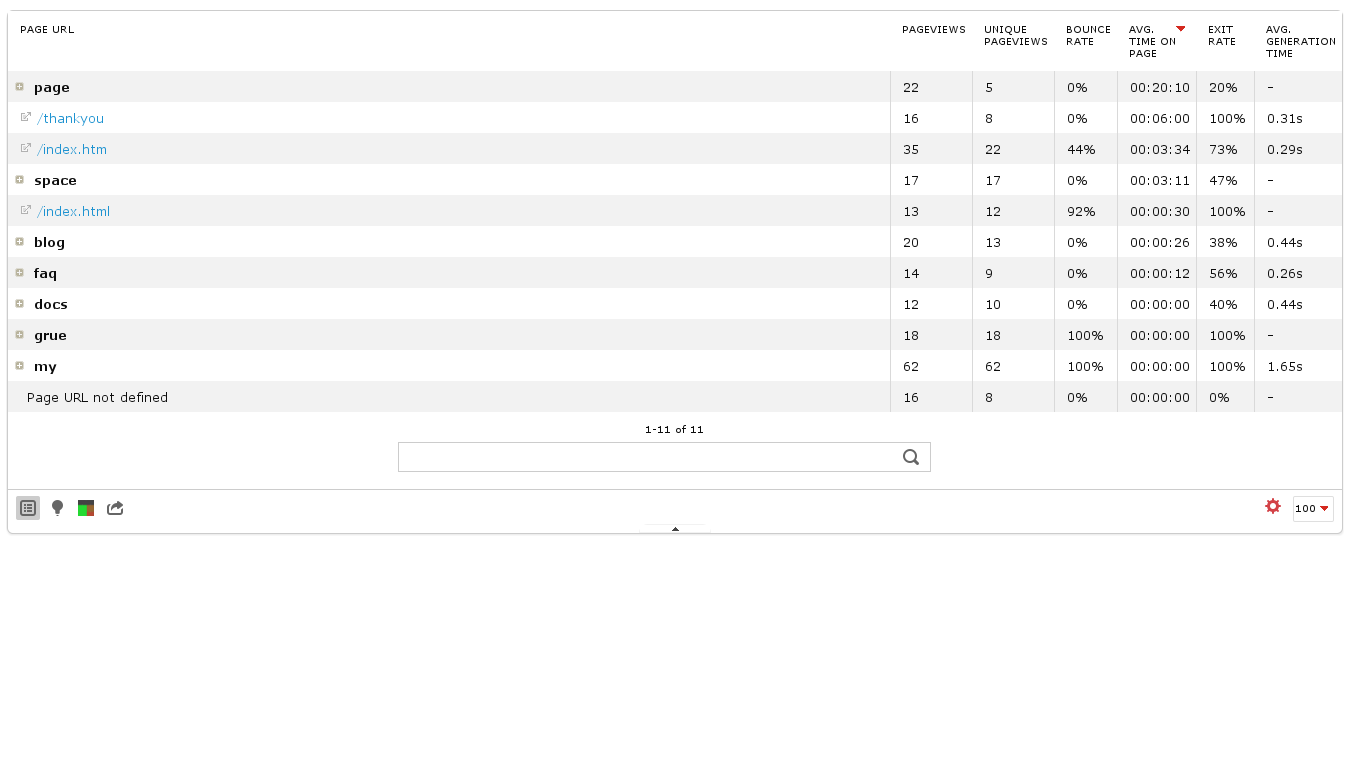 PAGE URL PAGEVIEWS UNIQUE PAGEVIEWS BOUNCE RATE AVG. TIME ON PAGE EXIT RATE AVG. GENERATION TIME
page 22 5 0% 00:20:10 20% -
/thankyou 16 8 0% 00:06:00 100% 0.31s
/index.htm 35 22 44% 00:03:34 73% 0.29s
space 17 17 0% 00:03:11 47% -
/index.html 13 12 92% 00:00:30 100% -
blog 20 13 0% 00:00:26 38% 0.44s
faq 14 9 0% 00:00:12 56% 0.26s
docs 12 10 0% 00:00:00 40% 0.44s
grue 18 18 100% 00:00:00 100% -
my 62 62 100% 00:00:00 100% 1.65s
Page URL not defined 16 8 0% 00:00:00 0% -
1-11 of 11
100